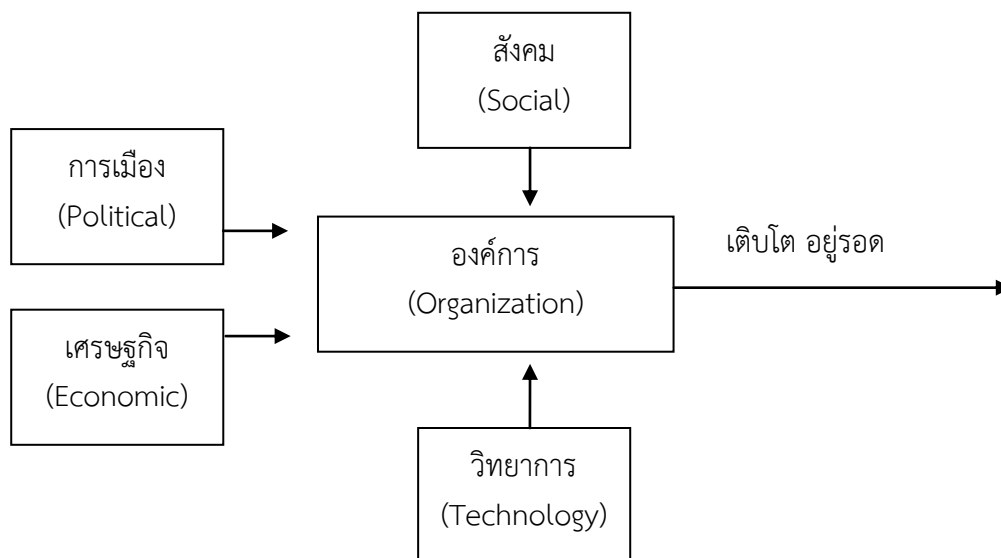 สังคม
(Social)
การเมือง
(Political)
องค์การ
(Organization)
เติบโต อยู่รอด
เศรษฐกิจ
(Economic)
วิทยาการ
(Technology)